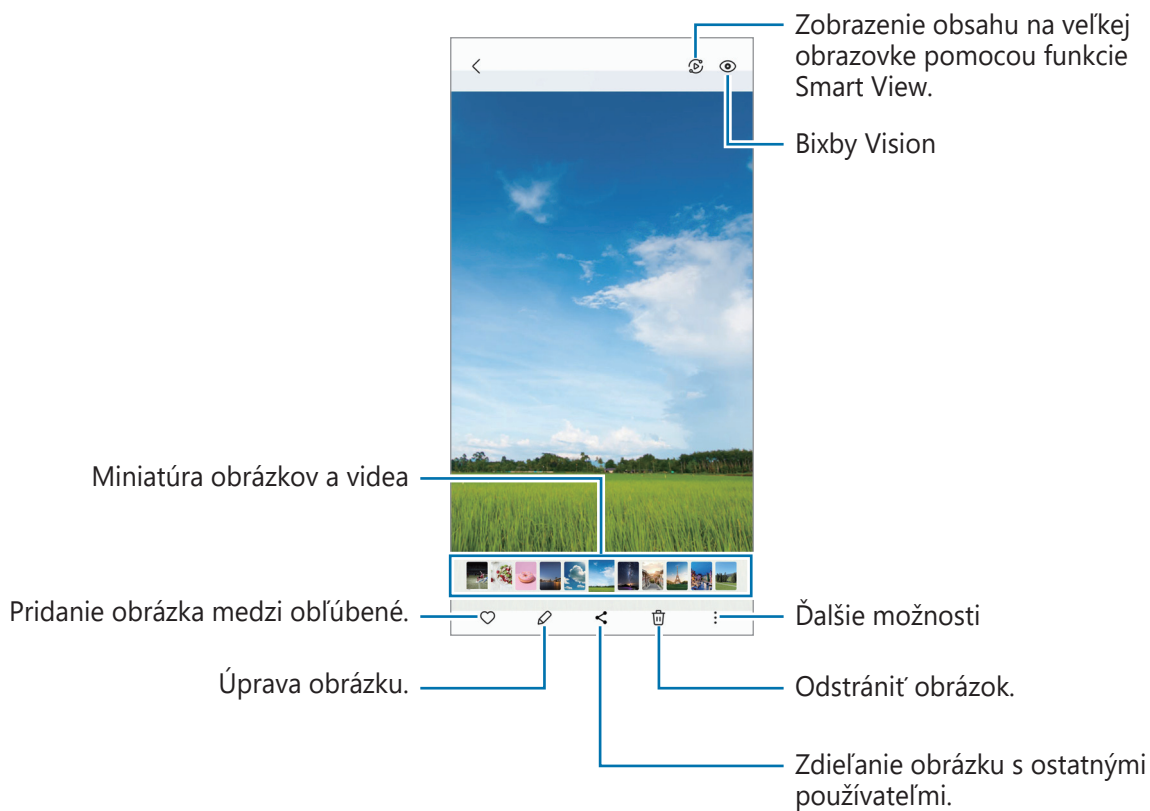 Zobrazenie obsahu na veľkej
obrazovke pomocou funkcie
Smart View.
Bixby Vision
Miniatúra obrázkov a videa
Pridanie obrázka medzi obľúbené.
Ďalšie možnosti
Úprava obrázku.
Odstrániť obrázok.
Zdieľanie obrázku s ostatnými
používateľmi.